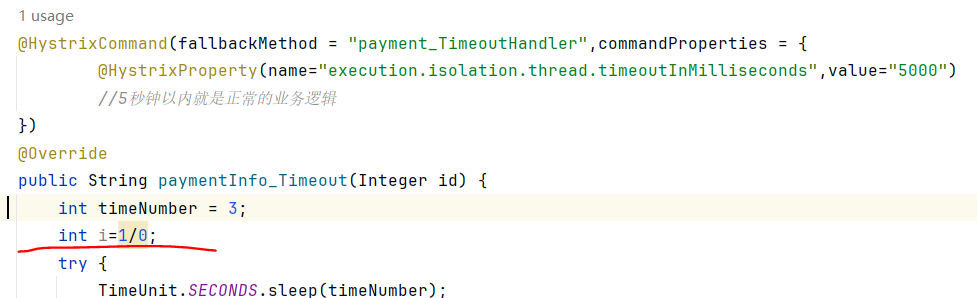 1 usage
@HystrixCommand(fallbackMethod = "payment_TimeoutHandler",commandProperties = {
@HystrixProperty(name="execution.isolation.thread.timeoutInMilliseconds",value="5000")
//5秒钟以内就是正常的业务逻辑
})
@Override
public String paymentInfo_Timeout(Integer id) {
int timeNumber = 3;
int i=1/0;
try {
TimeUnit.SECONDS.sleep(timeNumber);